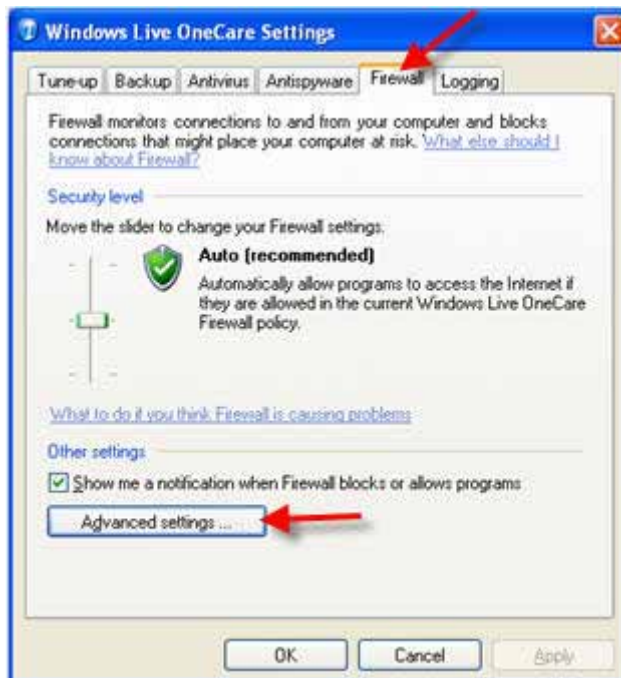 Windows Live OneCare Settings
Tune-up Backup Antivirus Antispyware Firewall Logging
Firewall monitors connections to and from your computer and blocks
connections that might place your computer at risk. What else should I
know about Firewall?
Security level
Move the slider to change your Firewall settings.
Auto (recommended)
Automatically allow programs to access the Internet if
they are allowed in the current Windows Live OneCare
Firewall policy.
What to do if you think Firewall is causing problems
Other settings
Show me a notification when Firewall blocks or allows programs
Advanced settings ...
OK Cancel Apply